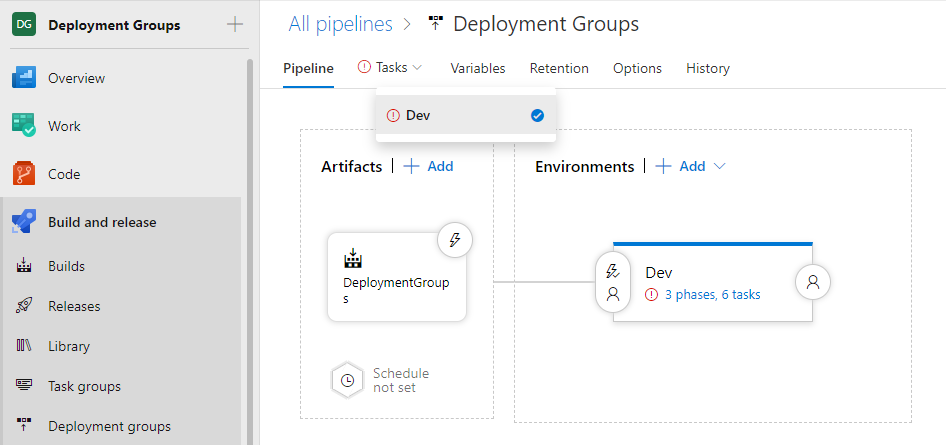 DG Deployment Groups
All pipelines > Deployment Groups
Overview
Work
Code
Build and release
Builds
Releases
Library
Task groups
Deployment groups
Pipeline Tasks Variables Retention Options History
Dev
Artifacts | + Add
DeploymentGroup
s
Schedule
not set
Environments | + Add
Dev
3 phases, 6 tasks